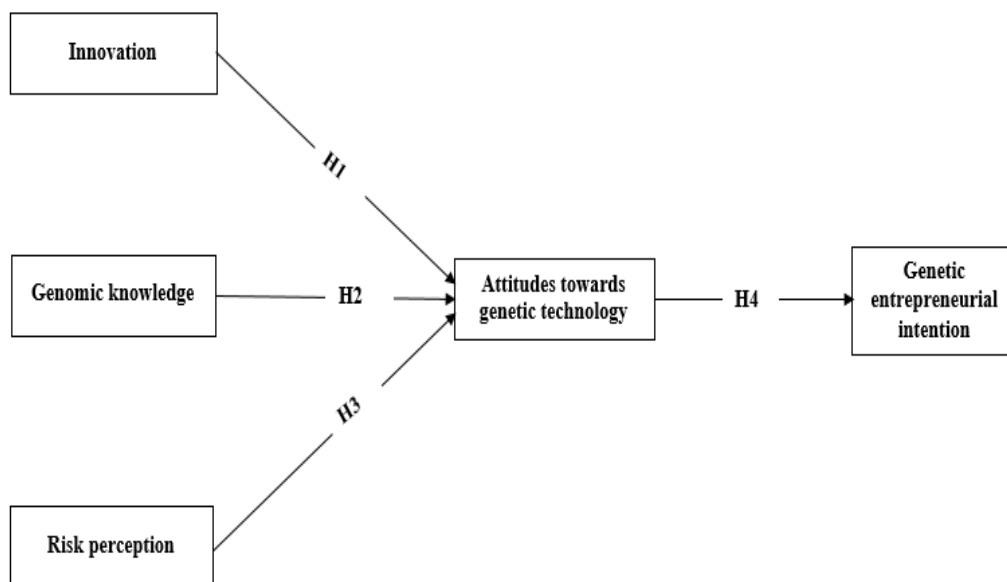 Innovation
H1
Genomic knowledge
H2
Attitudes towards
genetic technology
H4
Genetic
entrepreneurial
intention
H3
Risk perception